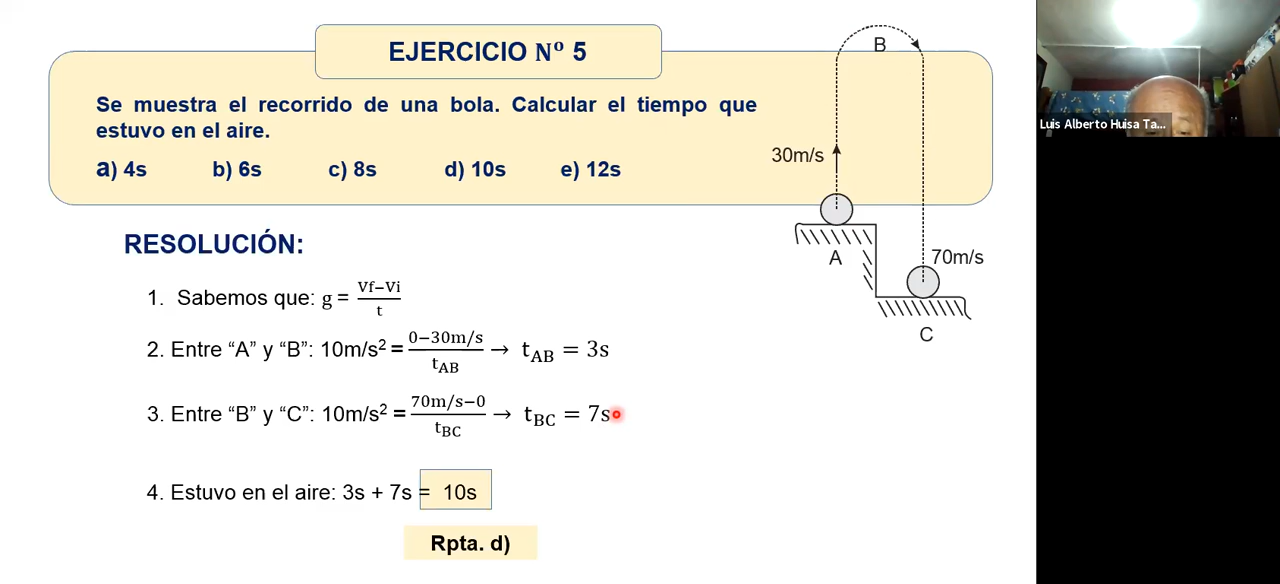 EJERCICIO Nº 5
Se muestra el recorrido de una bola. Calcular el tiempo que
estuvo en el aire.
a) 4s b) 6s c) 8s d) 10s e) 12s
B
30m/s
A
70m/s
C
RESOLUCIÓN:
1. Sabemos que: g = Vf−Vi / t
2. Entre “A” y “B”: 10m/s² = 0−30m/s / tAB → tAB = 3s
3. Entre “B” y “C”: 10m/s² = 70m/s−0 / tBC → tBC = 7s
4. Estuvo en el aire: 3s + 7s = 10s
Rpta. d)
Luis Alberto Huisa Ta...